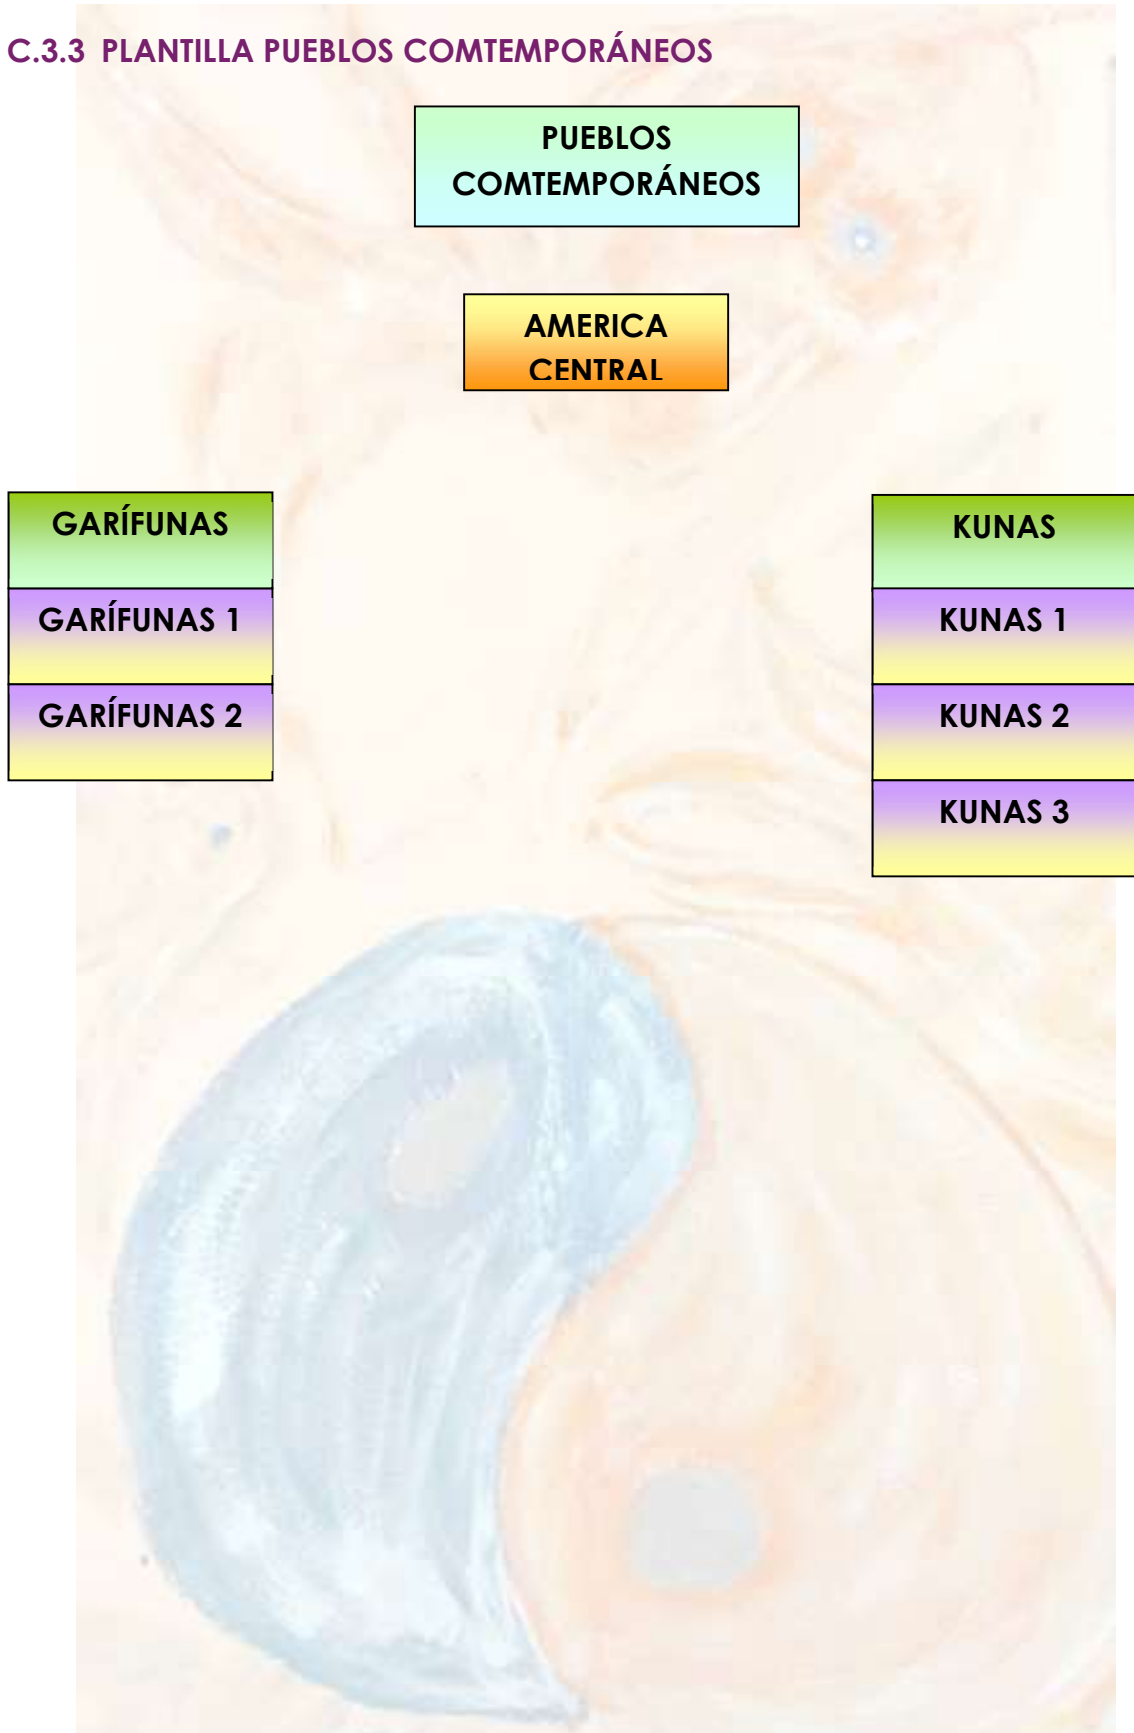 C.3.3 PLANTILLA PUEBLOS COMTEMPORÁNEOS
PUEBLOS
COMTEMPORÁNEOS
AMERICA
CENTRAL
GARÍFUNAS
GARÍFUNAS 1
GARÍFUNAS 2
KUNAS
KUNAS 1
KUNAS 2
KUNAS 3